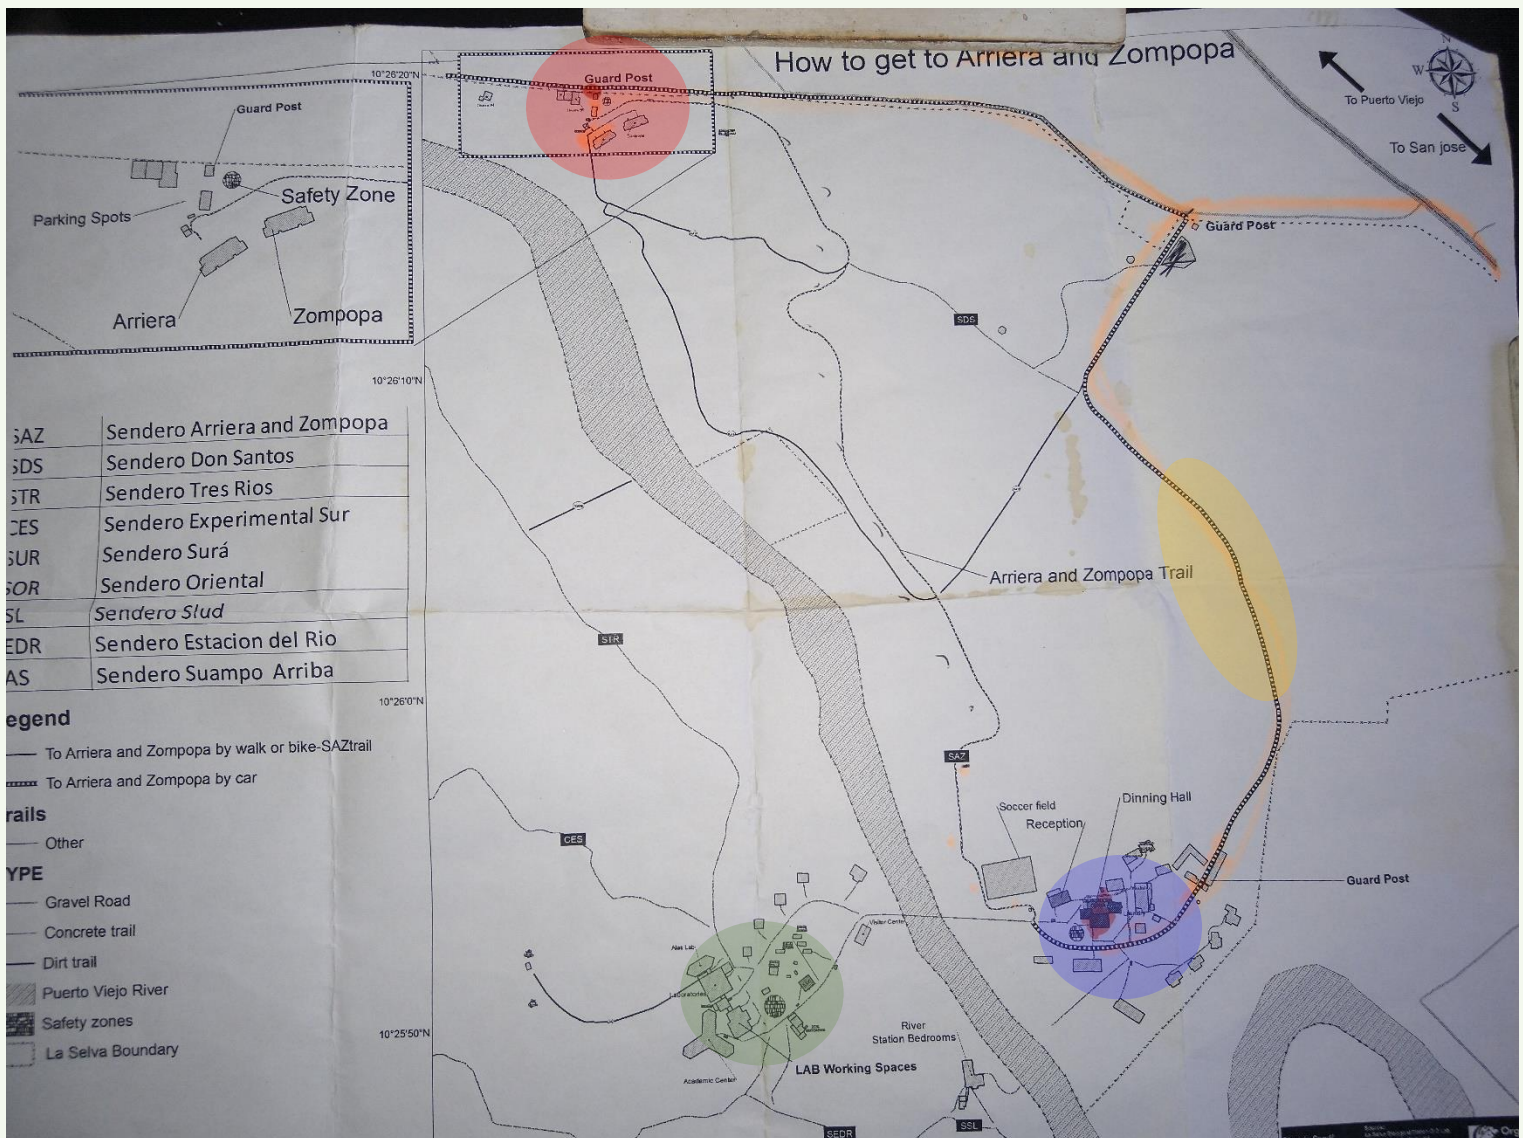 How to get to Arriera and Zompopa
N
W
S
To Puerto Viejo
To San jose
10°26'20"N
Guard Post
Guard Post
Safety Zone
Parking Spots
Arriera
Zompopa
Guard Post
SDS
10°26'10"N
SAZ Sendero Arriera and Zompopa
SDS Sendero Don Santos
STR Sendero Tres Rios
CES Sendero Experimental Sur
SUR Sendero Surá
SOR Sendero Oriental
SL Sendero Slud
EDR Sendero Estacion del Rio
AS Sendero Suampo Arriba
Arriera and Zompopa Trail
STR
10°26'0"N
egend
To Arriera and Zompopa by walk or bike-SAZtrail
To Arriera and Zompopa by car
rails
Other
YPE
Gravel Road
Concrete trail
Dirt trail
Puerto Viejo River
Safety zones
La Selva Boundary
SAZ
Soccer field
Reception
Dinning Hall
CES
Guard Post
Visitor Center
Laboratories
10°25'50"N
River
Station Bedrooms
LAB Working Spaces
Academic Center
SEDR
SSL